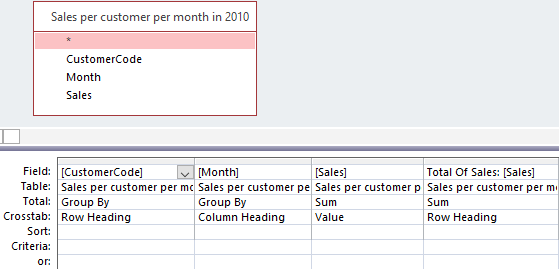 Sales per customer per month in 2010
*
CustomerCode
Month
Sales
Field: [CustomerCode] [Month] [Sales] Total Of Sales: [Sales]
Table: Sales per customer per mo Sales per customer pe Sales per customer p Sales per customer per m
Total: Group By Group By Sum Sum
Crosstab: Row Heading Column Heading Value Row Heading
Sort:
Criteria:
or: